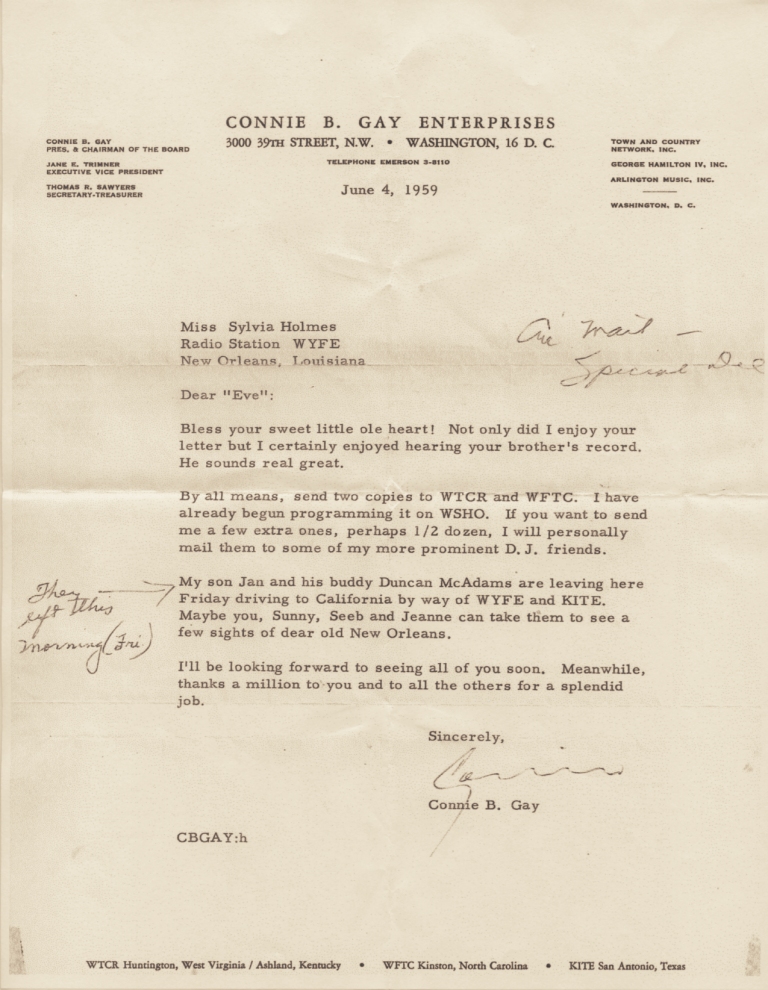 CONNIE B. GAY ENTERPRISES
3000 39TH STREET, N.W. • WASHINGTON, 16 D. C.
TELEPHONE EMERSON 3-8110
CONNIE B. GAY
PRES. & CHAIRMAN OF THE BOARD
JANE E. TRIMNER
EXECUTIVE VICE PRESIDENT
THOMAS R. SAWYERS
SECRETARY-TREASURER
TOWN AND COUNTRY
NETWORK, INC.
GEORGE HAMILTON IV, INC.
ARLINGTON MUSIC, INC.
WASHINGTON, D. C.
June 4, 1959
Miss Sylvia Holmes
Radio Station WYFE
New Orleans, Louisiana
Air Mail —
Special Del
Dear "Eve":
Bless your sweet little ole heart! Not only did I enjoy your
letter but I certainly enjoyed hearing your brother's record.
He sounds real great.
By all means, send two copies to WTCR and WFTC. I have
already begun programming it on WSHO. If you want to send
me a few extra ones, perhaps 1/2 dozen, I will personally
mail them to some of my more prominent D.J. friends.
They
left this
morning (Fri)
My son Jan and his buddy Duncan McAdams are leaving here
Friday driving to California by way of WYFE and KITE.
Maybe you, Sunny, Seeb and Jeanne can take them to see a
few sights of dear old New Orleans.
I'll be looking forward to seeing all of you soon. Meanwhile,
thanks a million to you and to all the others for a splendid
job.
Sincerely,
Connie
Connie B. Gay
CBGAY:h
WTCR Huntington, West Virginia / Ashland, Kentucky • WFTC Kinston, North Carolina • KITE San Antonio, Texas